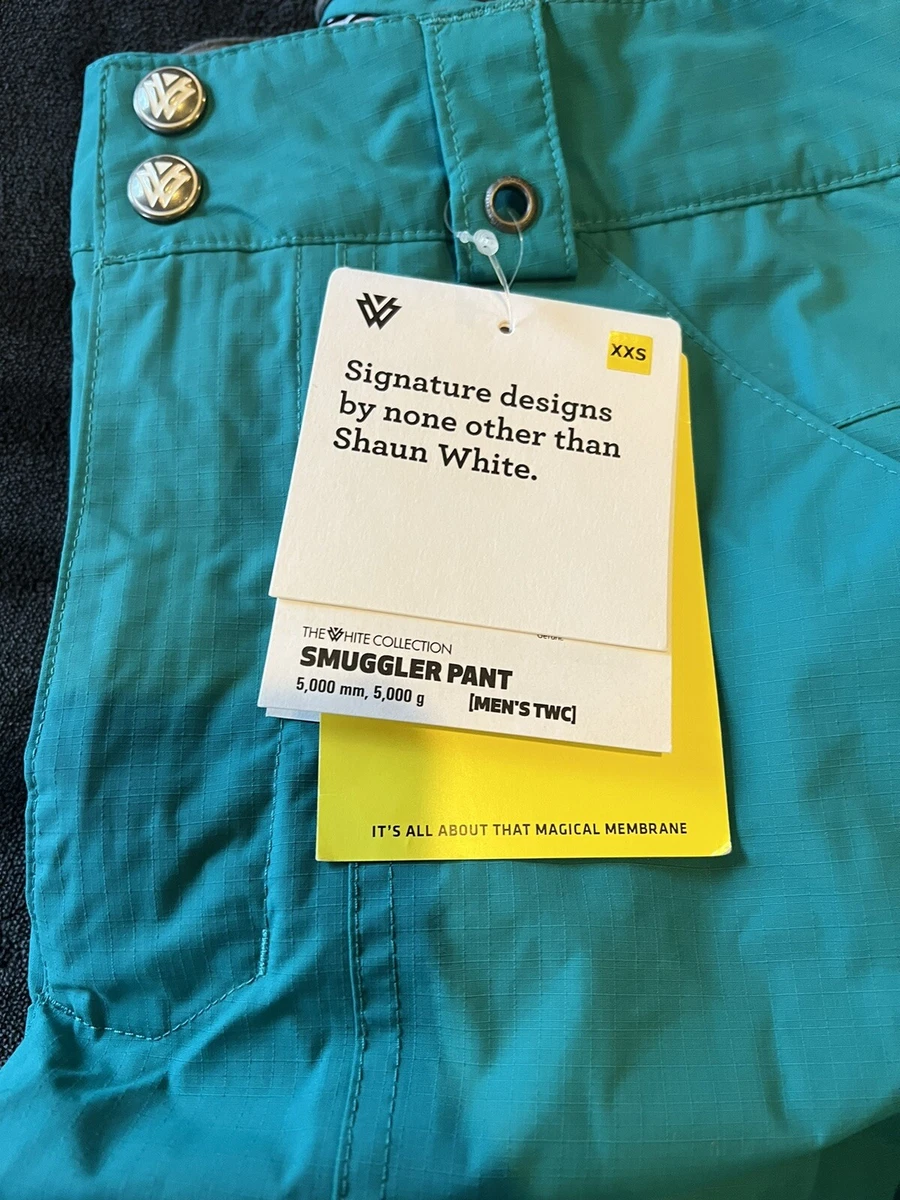 XXS
Signature designs
by none other than
Shaun White.
THE WHITE COLLECTION
SMUGGLER PANT
5,000 mm, 5,000 g
[MEN'S TWC]
IT'S ALL ABOUT THAT MAGICAL MEMBRANE